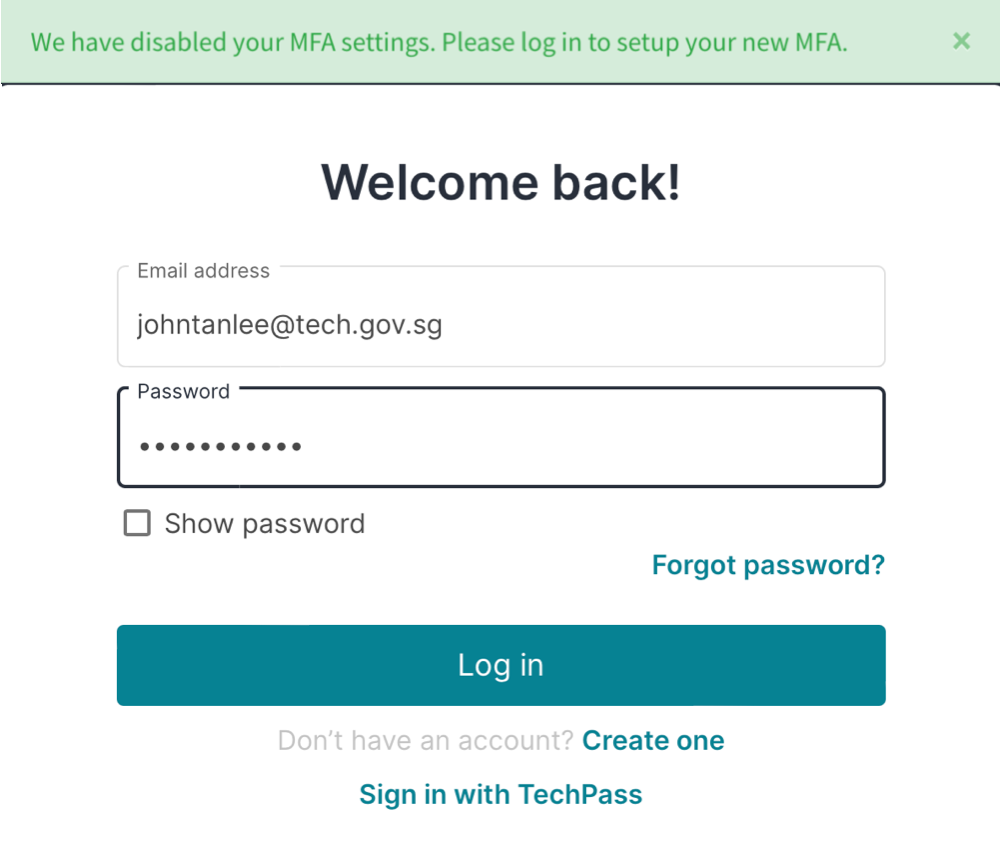 We have disabled your MFA settings. Please log in to setup your new MFA.
×
Welcome back!
Email address
johntanlee@tech.gov.sg
Password
•••••••••••
Show password
Forgot password?
Log in
Don’t have an account? Create one
Sign in with TechPass